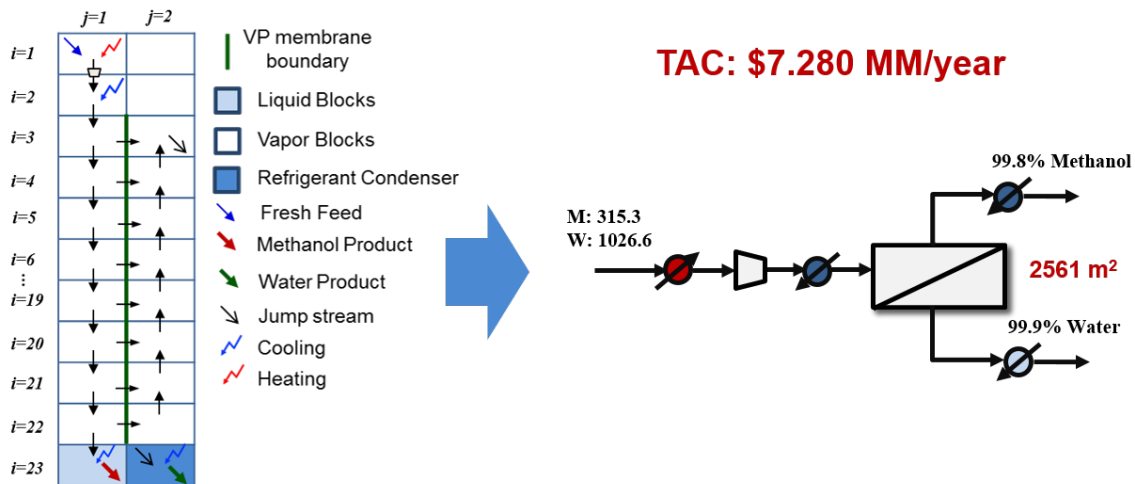 j=1 j=2
i=1
i=2
i=3
i=4
i=5
i=6
⋮
i=19
i=20
i=21
i=22
i=23
VP membrane
boundary
Liquid Blocks
Vapor Blocks
Refrigerant Condenser
Fresh Feed
Methanol Product
Water Product
Jump stream
Cooling
Heating
TAC: $7.280 MM/year
M: 315.3
W: 1026.6
99.8% Methanol
2561 m²
99.9% Water